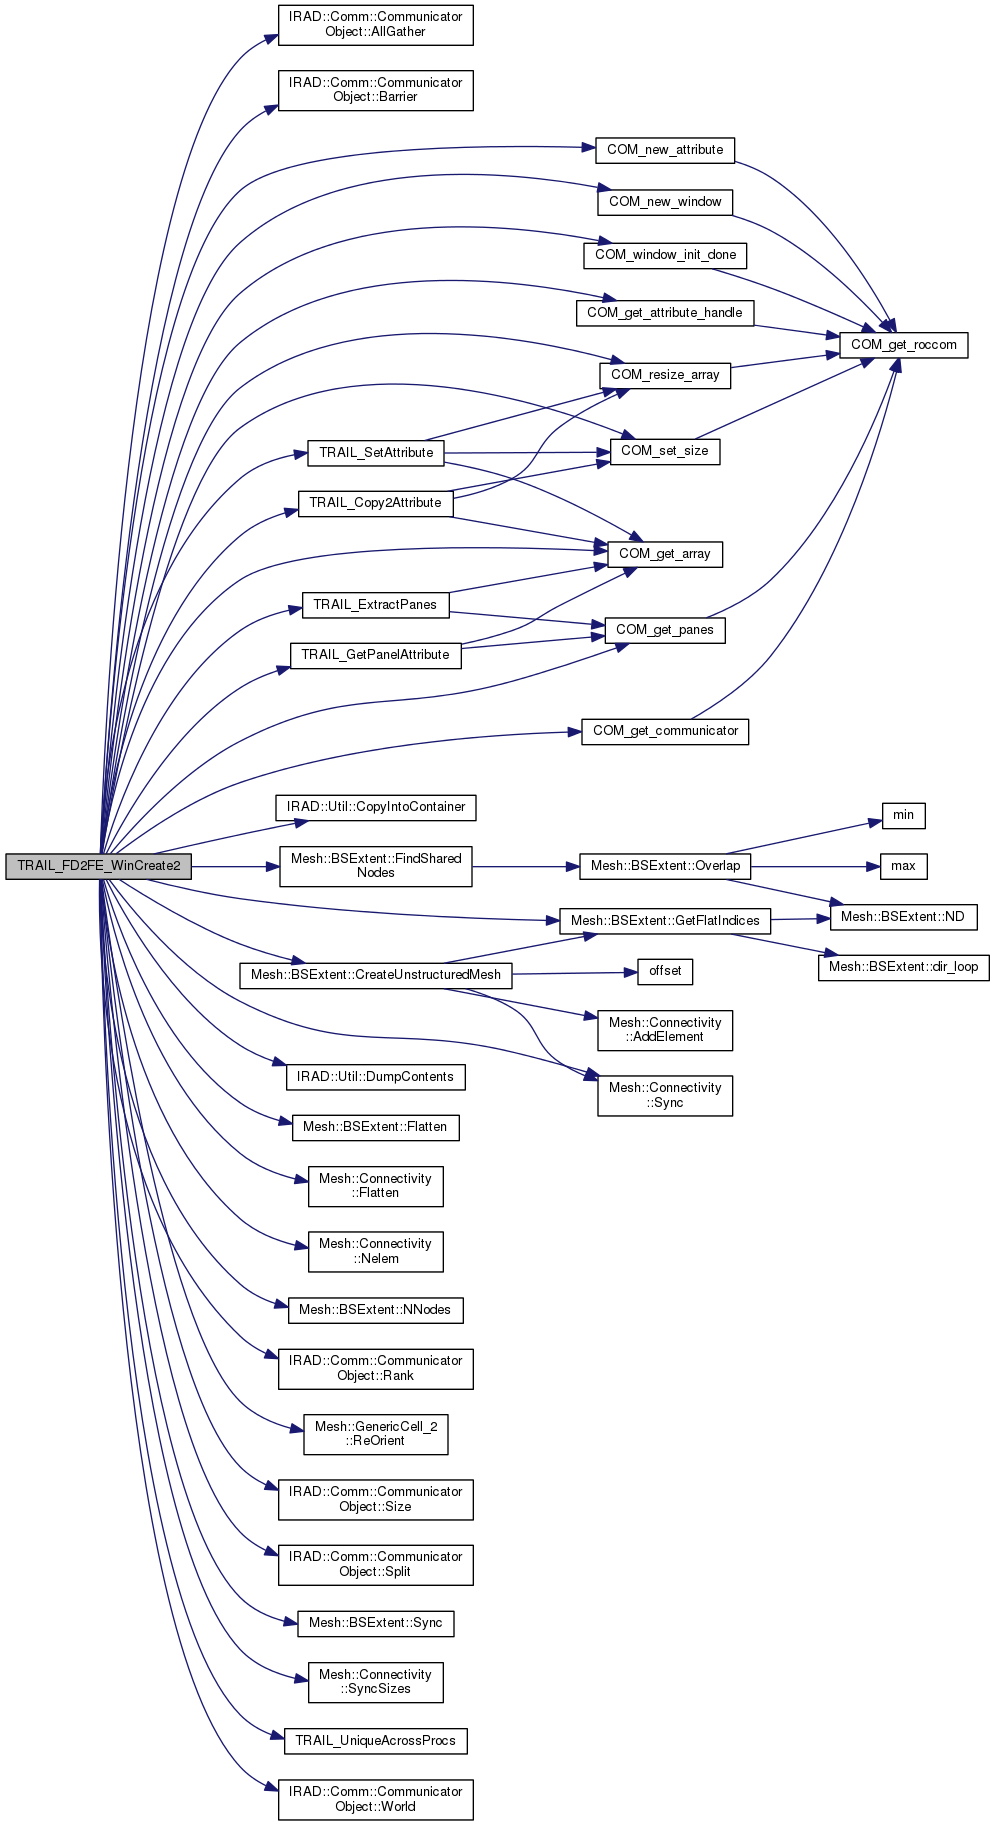 IRAD::Comm::Communicator
Object::AllGather
IRAD::Comm::Communicator
Object::Barrier
COM_new_attribute
COM_new_window
COM_window_init_done
COM_get_attribute_handle
COM_get_roccom
COM_resize_array
TRAIL_SetAttribute
COM_set_size
TRAIL_Copy2Attribute
COM_get_array
TRAIL_ExtractPanes
COM_get_panes
TRAIL_GetPanelAttribute
COM_get_communicator
IRAD::Util::CopyIntoContainer
min
TRAIL_FD2FE_WinCreate2
Mesh::BSExtent::FindShared
Nodes
Mesh::BSExtent::Overlap
max
Mesh::BSExtent::GetFlatIndices
Mesh::BSExtent::ND
Mesh::BSExtent::CreateUnstructuredMesh
offset
Mesh::BSExtent::dir_loop
Mesh::Connectivity
::AddElement
IRAD::Util::DumpContents
Mesh::Connectivity
::Sync
Mesh::BSExtent::Flatten
Mesh::Connectivity
::Flatten
Mesh::Connectivity
::Nelem
Mesh::BSExtent::NNodes
IRAD::Comm::Communicator
Object::Rank
Mesh::GenericCell_2
::ReOrient
IRAD::Comm::Communicator
Object::Size
IRAD::Comm::Communicator
Object::Split
Mesh::BSExtent::Sync
Mesh::Connectivity
::SyncSizes
TRAIL_UniqueAcrossProcs
IRAD::Comm::Communicator
Object::World